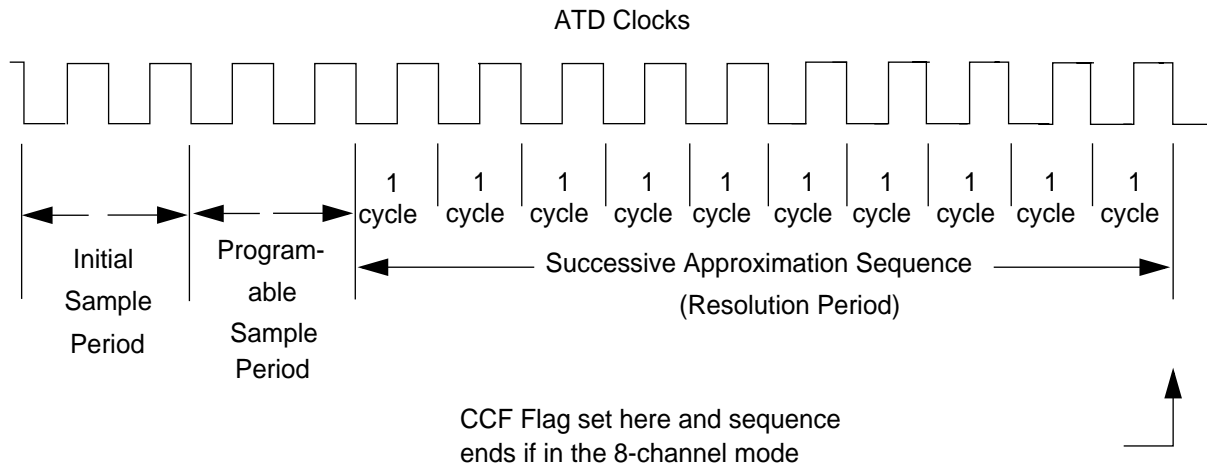 ATD Clocks
1 1 1 1 1 1 1 1 1 1
cycle cycle cycle cycle cycle cycle cycle cycle cycle cycle
Initial
Sample
Period
Program-
able
Sample
Period
Successive Approximation Sequence
(Resolution Period)
CCF Flag set here and sequence
ends if in the 8-channel mode